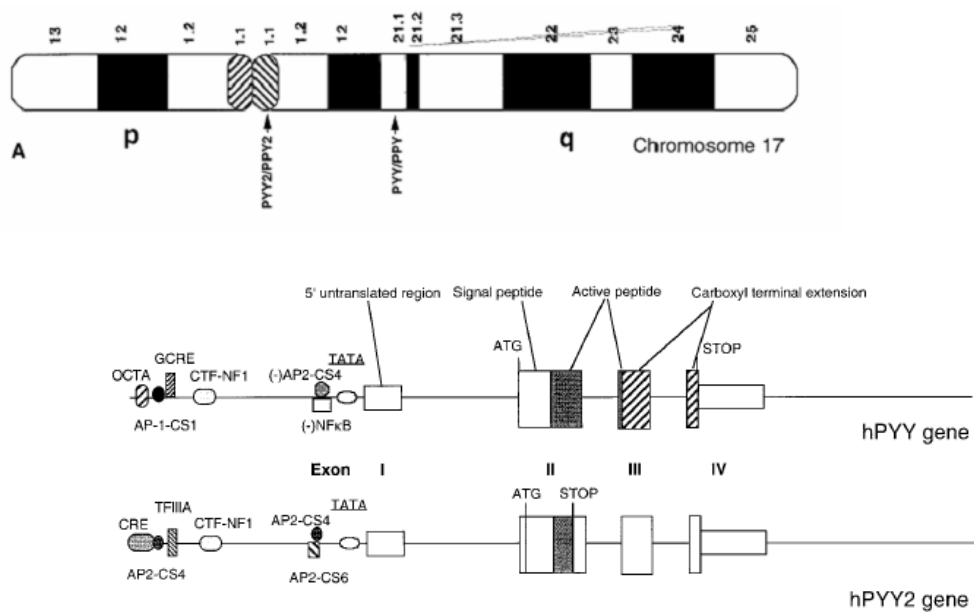 13 12 1.2 1.1 1.1 1.2 12 21.1 21.2 21.3 22 23 24 25
A p PYY2/PPY2 PYY/PPY q Chromosome 17
5' untranslated region Signal peptide Active peptide Carboxyl terminal extension
ATG STOP
OCTA GCRE CTF-NF1 (-)AP2-CS4 TATA
AP-1-CS1 (-)NFκB
hPYY gene
Exon I II III IV
ATG STOP
CRE TFIIIA CTF-NF1 AP2-CS4 TATA
AP2-CS4 AP2-CS6
hPYY2 gene